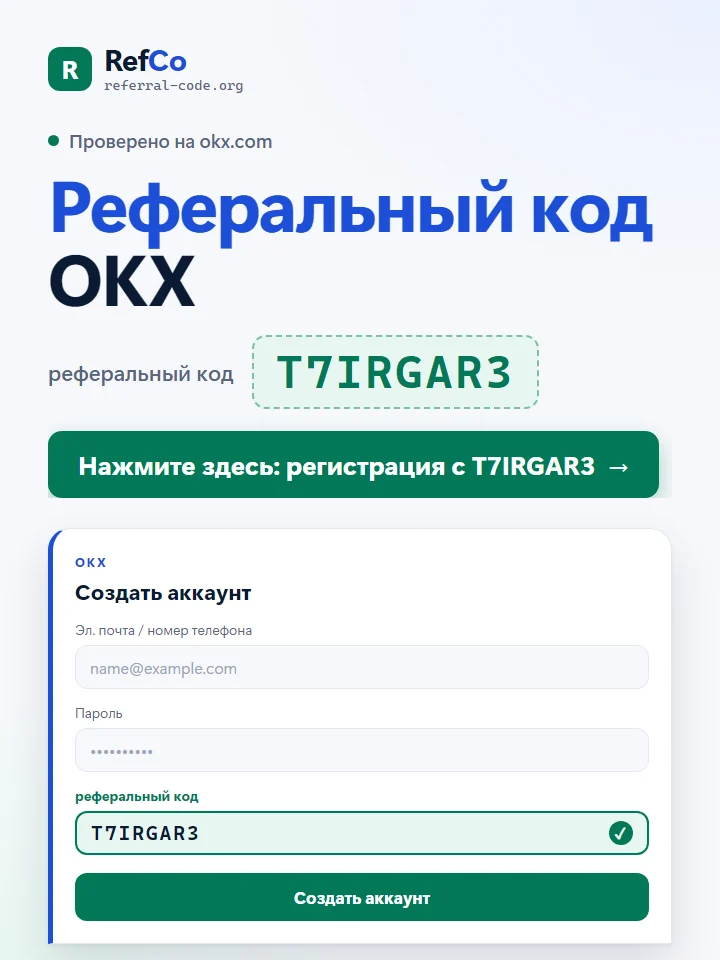 R
RefCo
referral-code.org
Проверено на okx.com
Реферальный код
OKX
реферальный код
T7IRGAR3
Нажмите здесь: регистрация с T7IRGAR3 →
OKX
Создать аккаунт
Эл. почта / номер телефона
name@example.com
Пароль
••••••••••
реферальный код
T7IRGAR3
Создать аккаунт